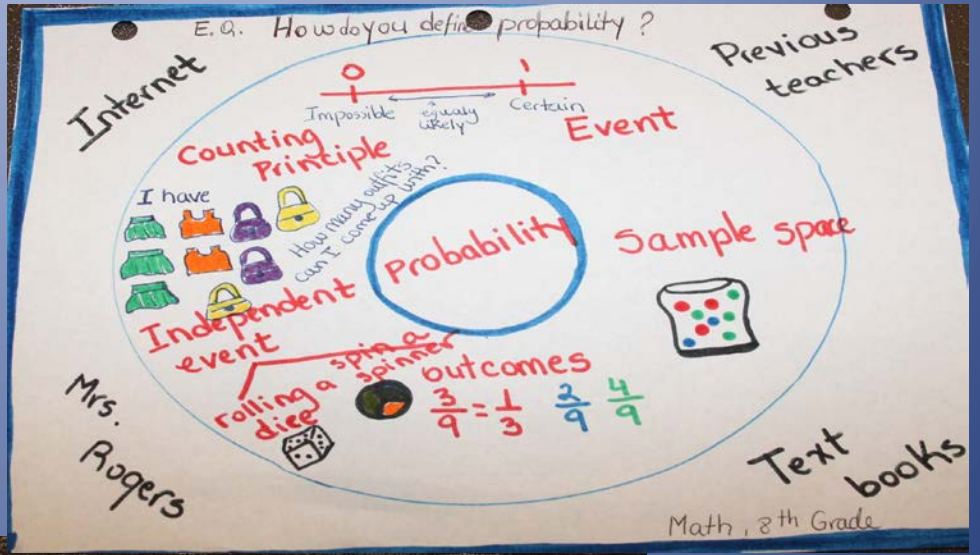 E.Q. How do you define probability ?
Internet
Previous
teachers
0 1
Impossible equaly Certain
likely
Counting
Printiple
Event
I have
How many outfits
can I come up with?
probability
Sample space
Independent
event
rolling a
dice
spin a
spinner
outcomes
3/9 = 1/3 2/9 4/9
Mrs.
Rogers
Text
books
Math, 8th Grade